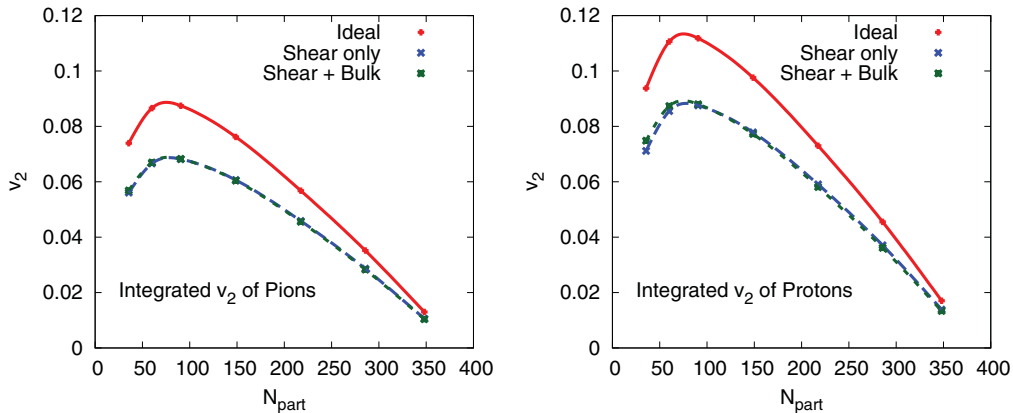 0.12
0.1
0.08
0.06
0.04
0.02
0
v2
Ideal
Shear only
Shear + Bulk
Integrated v2 of Pions
0 50 100 150 200 250 300 350 400
Npart
0.12
0.1
0.08
0.06
0.04
0.02
0
v2
Ideal
Shear only
Shear + Bulk
Integrated v2 of Protons
0 50 100 150 200 250 300 350 400
Npart